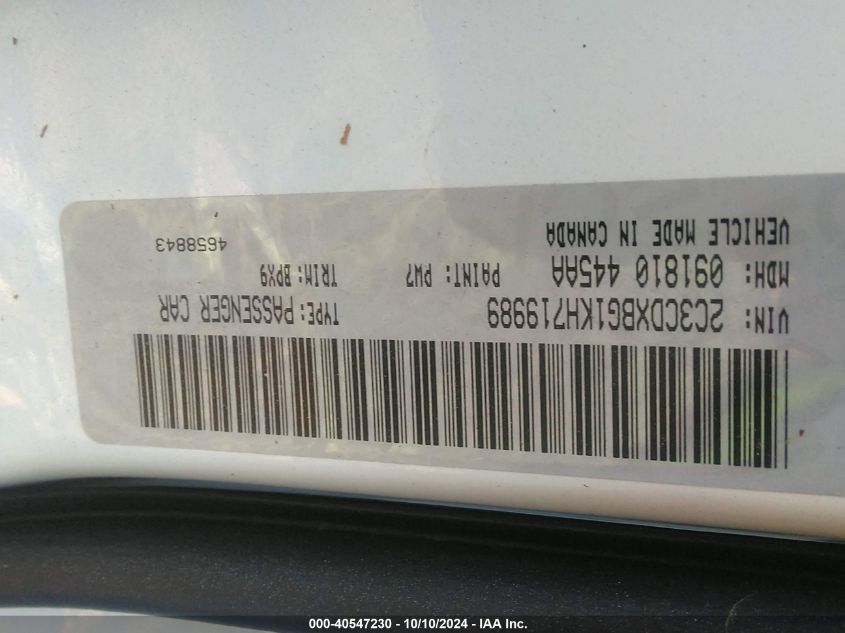 VIN: 2C3CDXBG1KH719989 TYPE: PASSENGER CAR
MDH: 091810 445AA PAINT: PW7 TRIM: BPX9
VEHICLE MADE IN CANADA 4658843
000-40547230 - 10/10/2024 - IAA Inc.